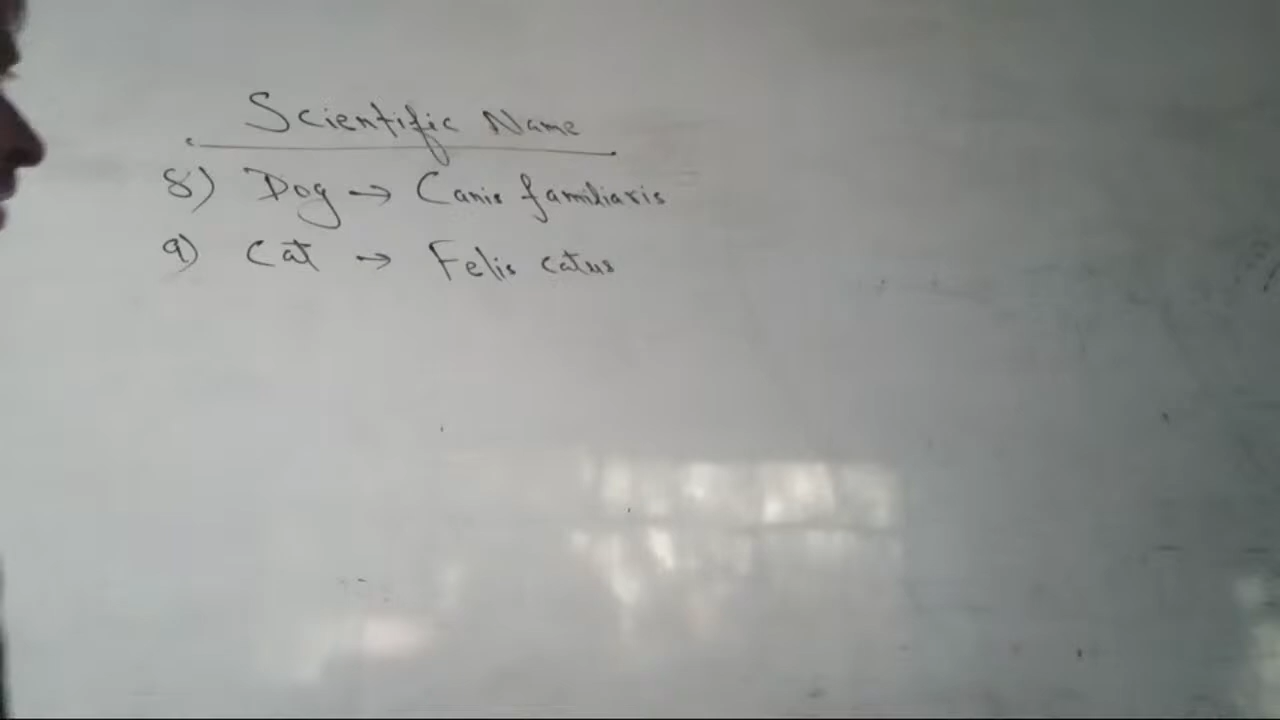 Scientific Name
8) Dog → Canis familiaris
9) Cat → Felis catus